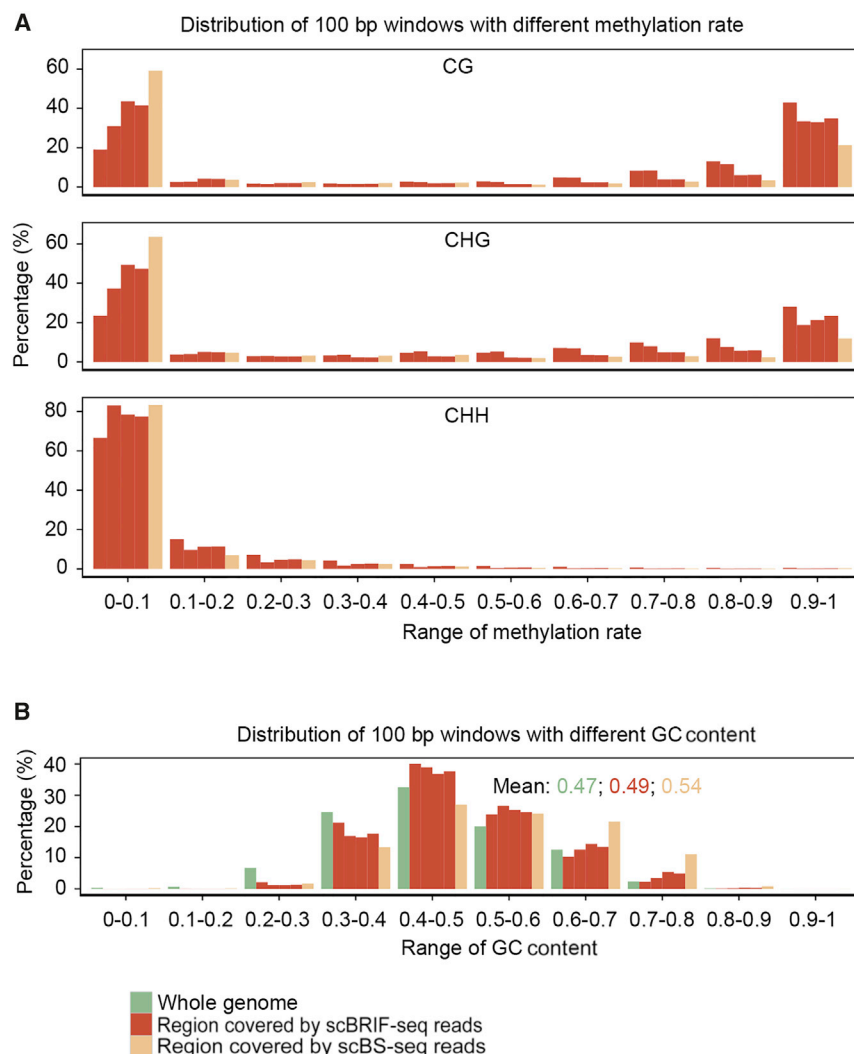 A
Distribution of 100 bp windows with different methylation rate
Percentage (%)
CG
60
40
20
0
CHG
60
40
20
0
CHH
80
60
40
20
0
0-0.1 0.1-0.2 0.2-0.3 0.3-0.4 0.4-0.5 0.5-0.6 0.6-0.7 0.7-0.8 0.8-0.9 0.9-1
Range of methylation rate
B
Distribution of 100 bp windows with different GC content
Percentage (%)
40
30
20
10
0
Mean: 0.47; 0.49; 0.54
0-0.1 0.1-0.2 0.2-0.3 0.3-0.4 0.4-0.5 0.5-0.6 0.6-0.7 0.7-0.8 0.8-0.9 0.9-1
Range of GC content
Whole genome
Region covered by scBRIF-seq reads
Region covered by scBS-seq reads